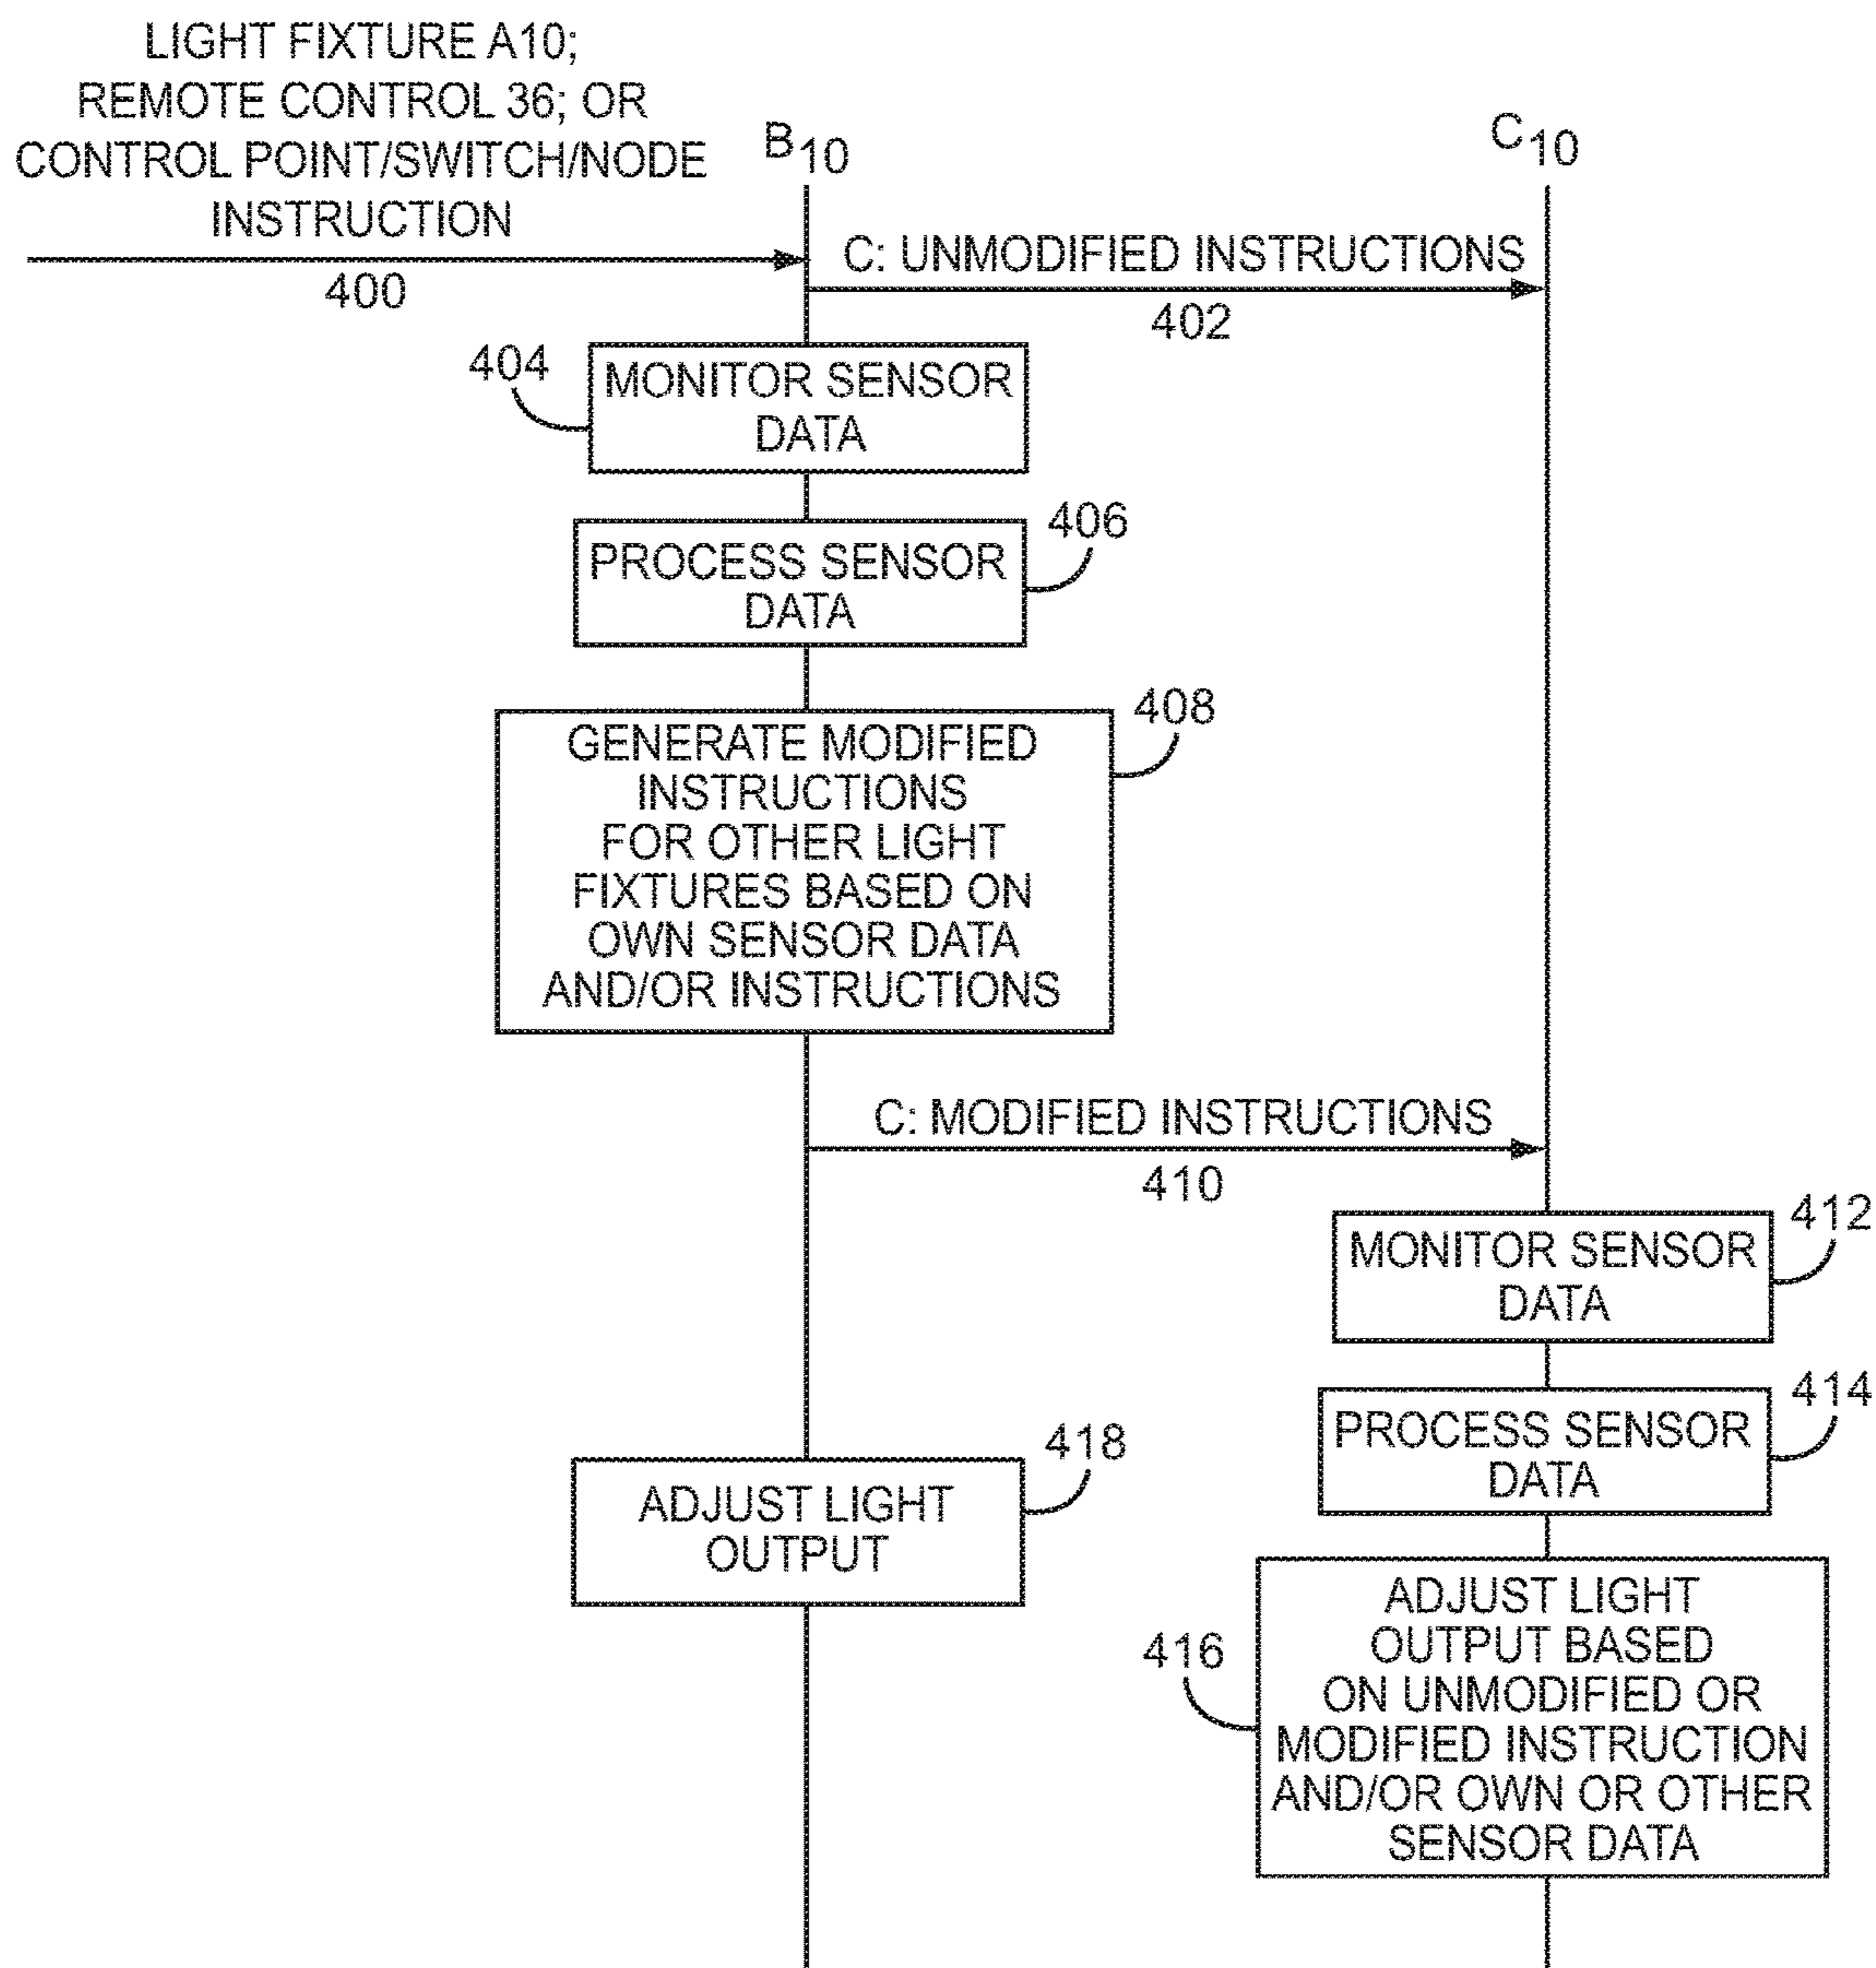 LIGHT FIXTURE A10;
REMOTE CONTROL 36; OR
CONTROL POINT/SWITCH/NODE
INSTRUCTION
400
B10
C10
C: UNMODIFIED INSTRUCTIONS
402
404
MONITOR SENSOR
DATA
406
PROCESS SENSOR
DATA
408
GENERATE MODIFIED
INSTRUCTIONS
FOR OTHER LIGHT
FIXTURES BASED ON
OWN SENSOR DATA
AND/OR INSTRUCTIONS
C: MODIFIED INSTRUCTIONS
410
412
MONITOR SENSOR
DATA
414
PROCESS SENSOR
DATA
418
ADJUST LIGHT
OUTPUT
416
ADJUST LIGHT
OUTPUT BASED
ON UNMODIFIED OR
MODIFIED INSTRUCTION
AND/OR OWN OR OTHER
SENSOR DATA